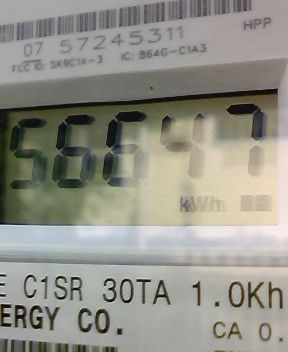 07 57245311 HPP
FCC ID: SK9C1A-3 IC: 864G-C1A3
56647
kWh
E C1SR 30TA 1.0Kh
ERGY CO. CA 0.